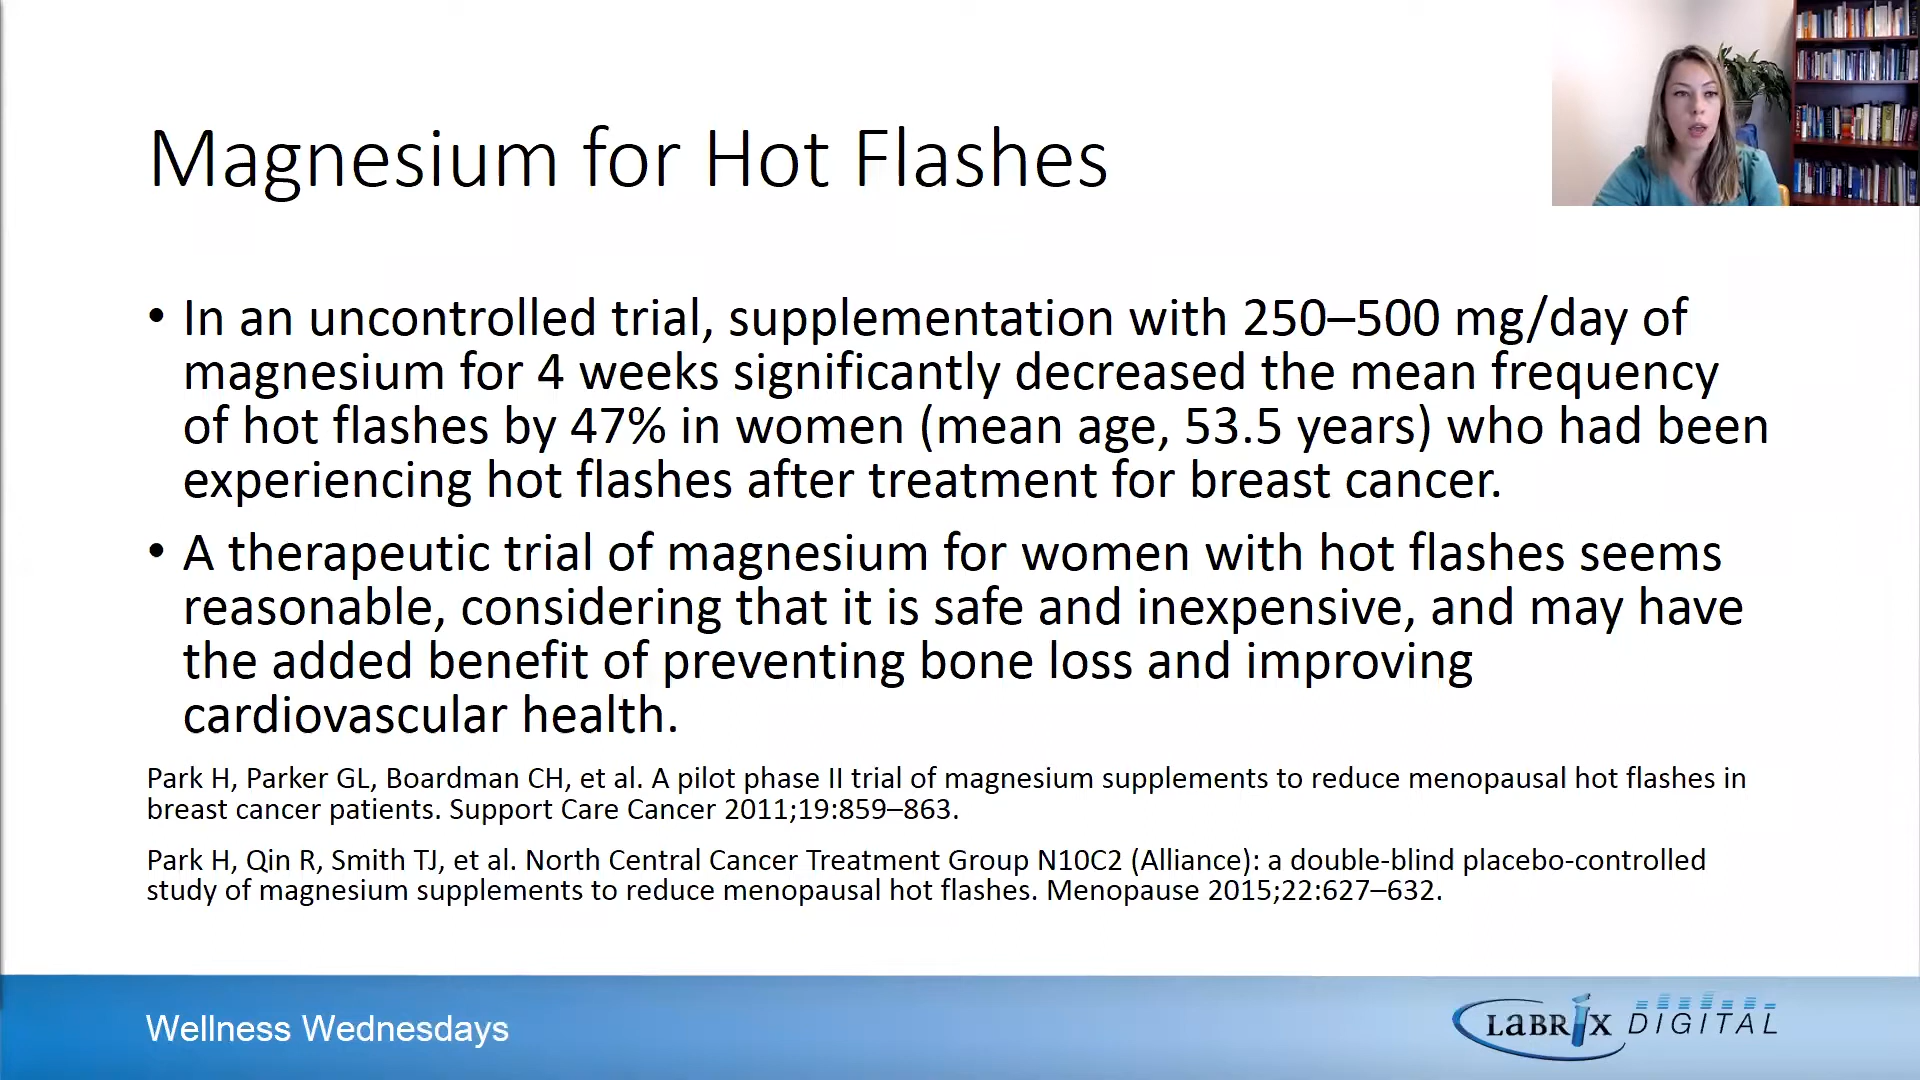 Magnesium for Hot Flashes
• In an uncontrolled trial, supplementation with 250–500 mg/day of
magnesium for 4 weeks significantly decreased the mean frequency
of hot flashes by 47% in women (mean age, 53.5 years) who had been
experiencing hot flashes after treatment for breast cancer.
• A therapeutic trial of magnesium for women with hot flashes seems
reasonable, considering that it is safe and inexpensive, and may have
the added benefit of preventing bone loss and improving
cardiovascular health.
Park H, Parker GL, Boardman CH, et al. A pilot phase II trial of magnesium supplements to reduce menopausal hot flashes in
breast cancer patients. Support Care Cancer 2011;19:859–863.
Park H, Qin R, Smith TJ, et al. North Central Cancer Treatment Group N10C2 (Alliance): a double-blind placebo-controlled
study of magnesium supplements to reduce menopausal hot flashes. Menopause 2015;22:627–632.
Wellness Wednesdays
LABRIX DIGITAL